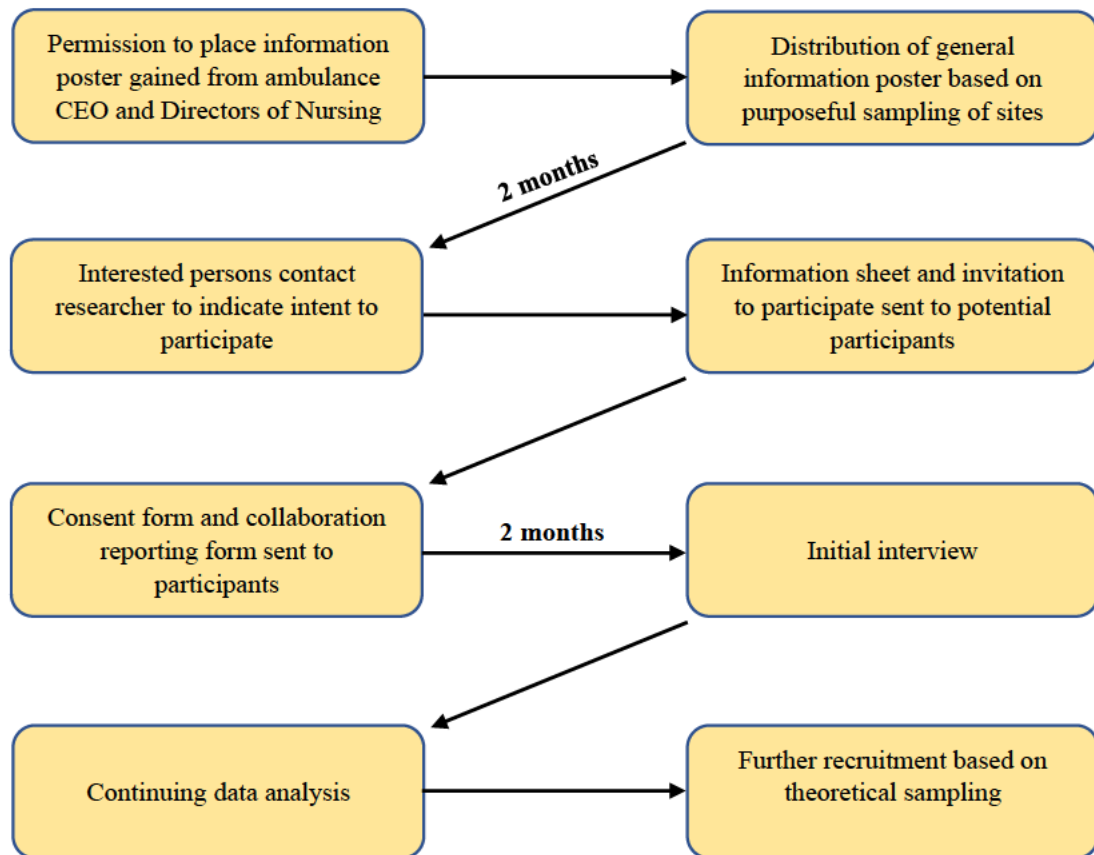 Permission to place information
poster gained from ambulance
CEO and Directors of Nursing
Distribution of general
information poster based on
purposeful sampling of sites
2 months
Interested persons contact
researcher to indicate intent to
participate
Information sheet and invitation
to participate sent to potential
participants
Consent form and collaboration
reporting form sent to
participants
2 months
Initial interview
Continuing data analysis
Further recruitment based on
theoretical sampling